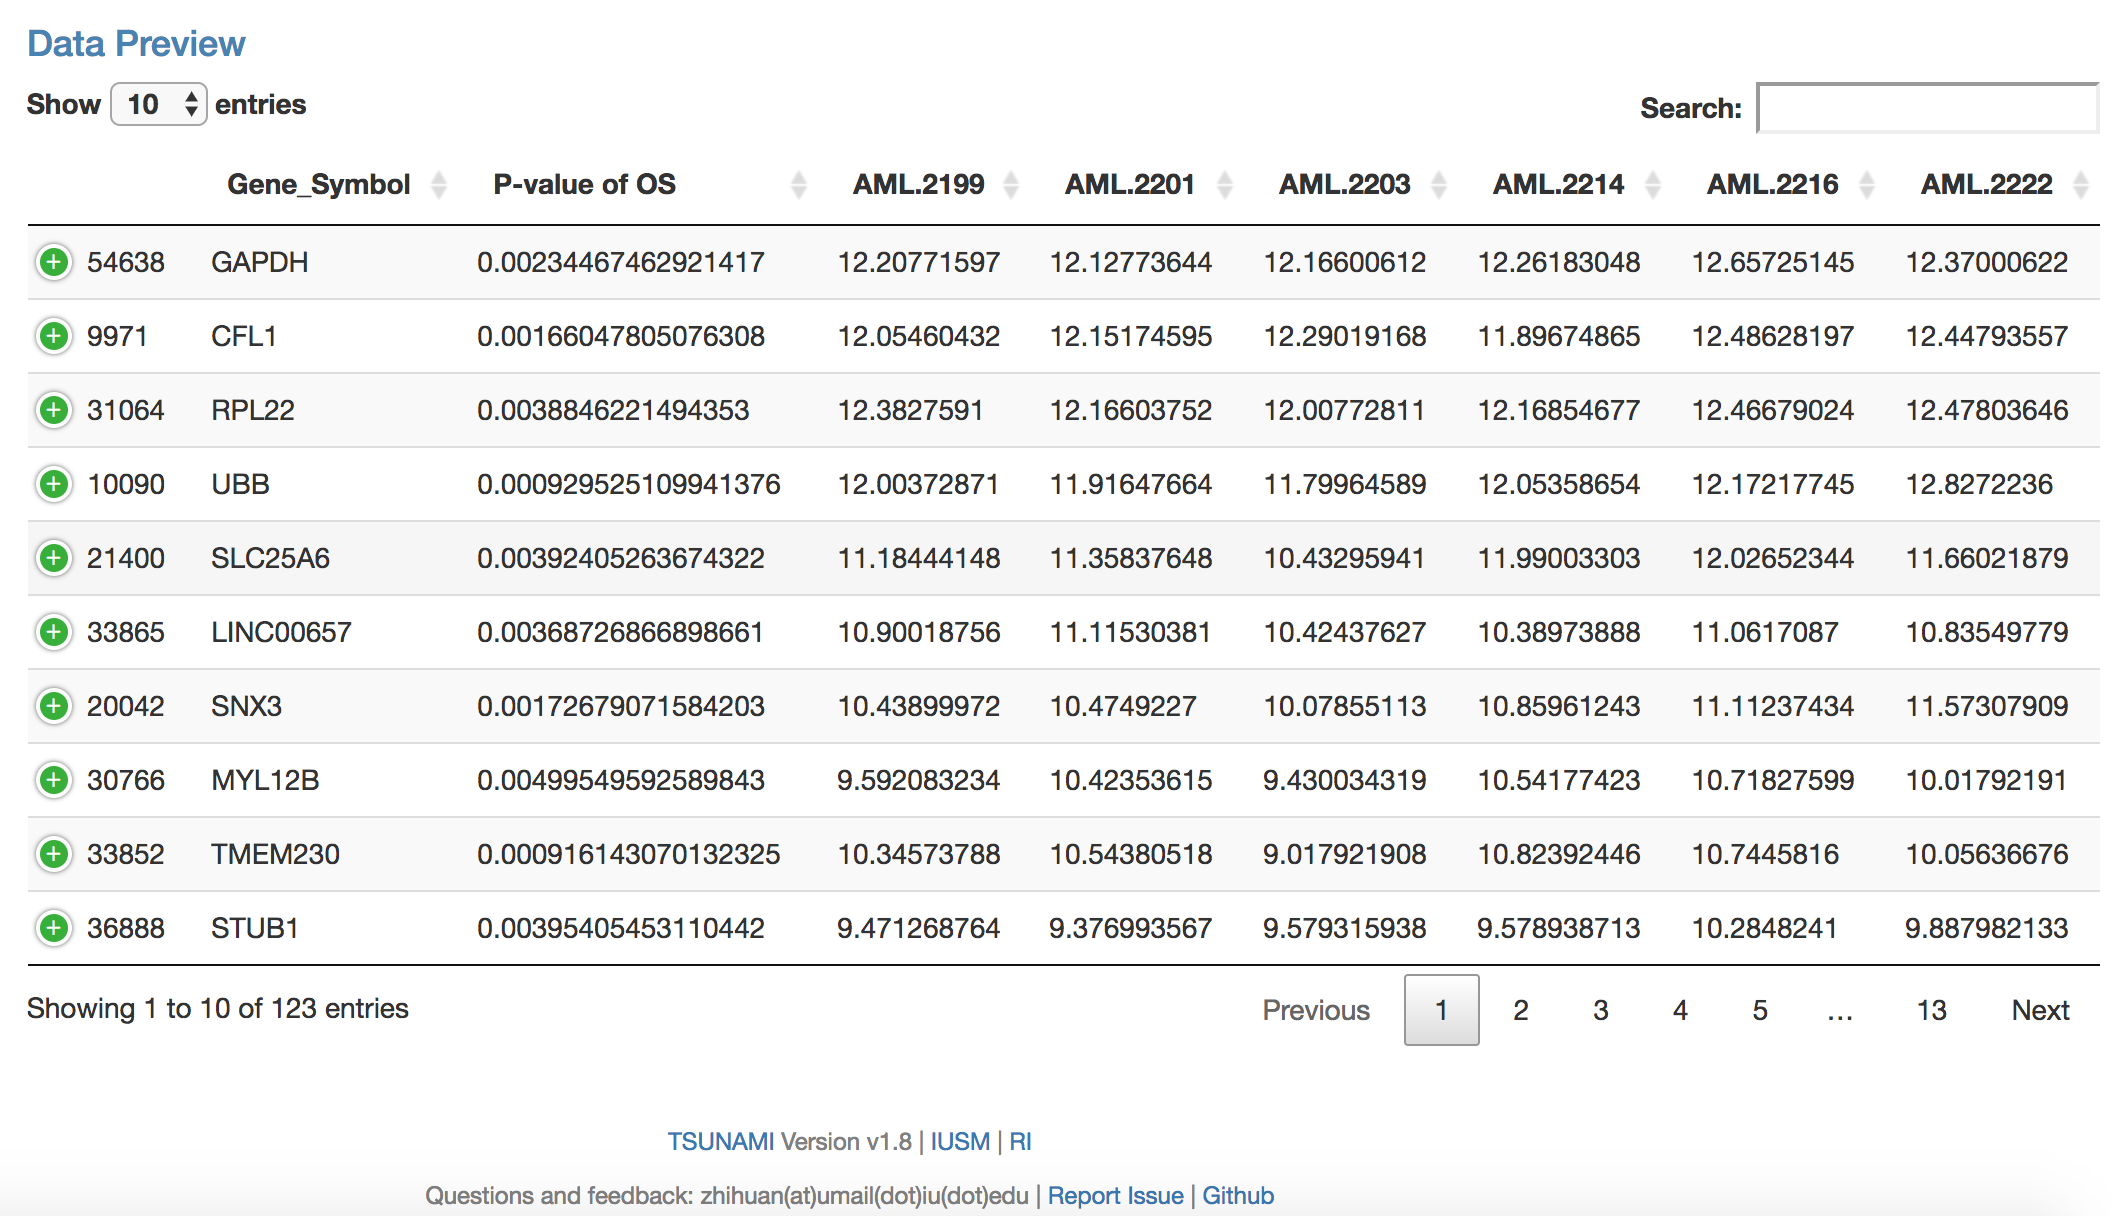 Data Preview
Show 10 entries Search:
Gene_Symbol P-value of OS AML.2199 AML.2201 AML.2203 AML.2214 AML.2216 AML.2222
54638 GAPDH 0.00234467462921417 12.20771597 12.12773644 12.16600612 12.26183048 12.65725145 12.37000622
9971 CFL1 0.00166047805076308 12.05460432 12.15174595 12.29019168 11.89674865 12.48628197 12.44793557
31064 RPL22 0.0038846221494353 12.3827591 12.16603752 12.00772811 12.16854677 12.46679024 12.47803646
10090 UBB 0.000929525109941376 12.00372871 11.91647664 11.79964589 12.05358654 12.17217745 12.8272236
21400 SLC25A6 0.00392405263674322 11.18444148 11.35837648 10.43295941 11.99003303 12.02652344 11.66021879
33865 LINC00657 0.00368726866898661 10.90018756 11.11530381 10.42437627 10.38973888 11.0617087 10.83549779
20042 SNX3 0.00172679071584203 10.43899972 10.4749227 10.07855113 10.85961243 11.11237434 11.57307909
30766 MYL12B 0.00499549592589843 9.592083234 10.42353615 9.430034319 10.54177423 10.71827599 10.01792191
33852 TMEM230 0.000916143070132325 10.34573788 10.54380518 9.017921908 10.82392446 10.7445816 10.05636676
36888 STUB1 0.00395405453110442 9.471268764 9.376993567 9.579315938 9.578938713 10.2848241 9.887982133
Showing 1 to 10 of 123 entries Previous 1 2 3 4 5 … 13 Next
TSUNAMI Version v1.8 | IUSM | RI
Questions and feedback: zhihuan(at)umail(dot)iu(dot)edu | Report Issue | Github